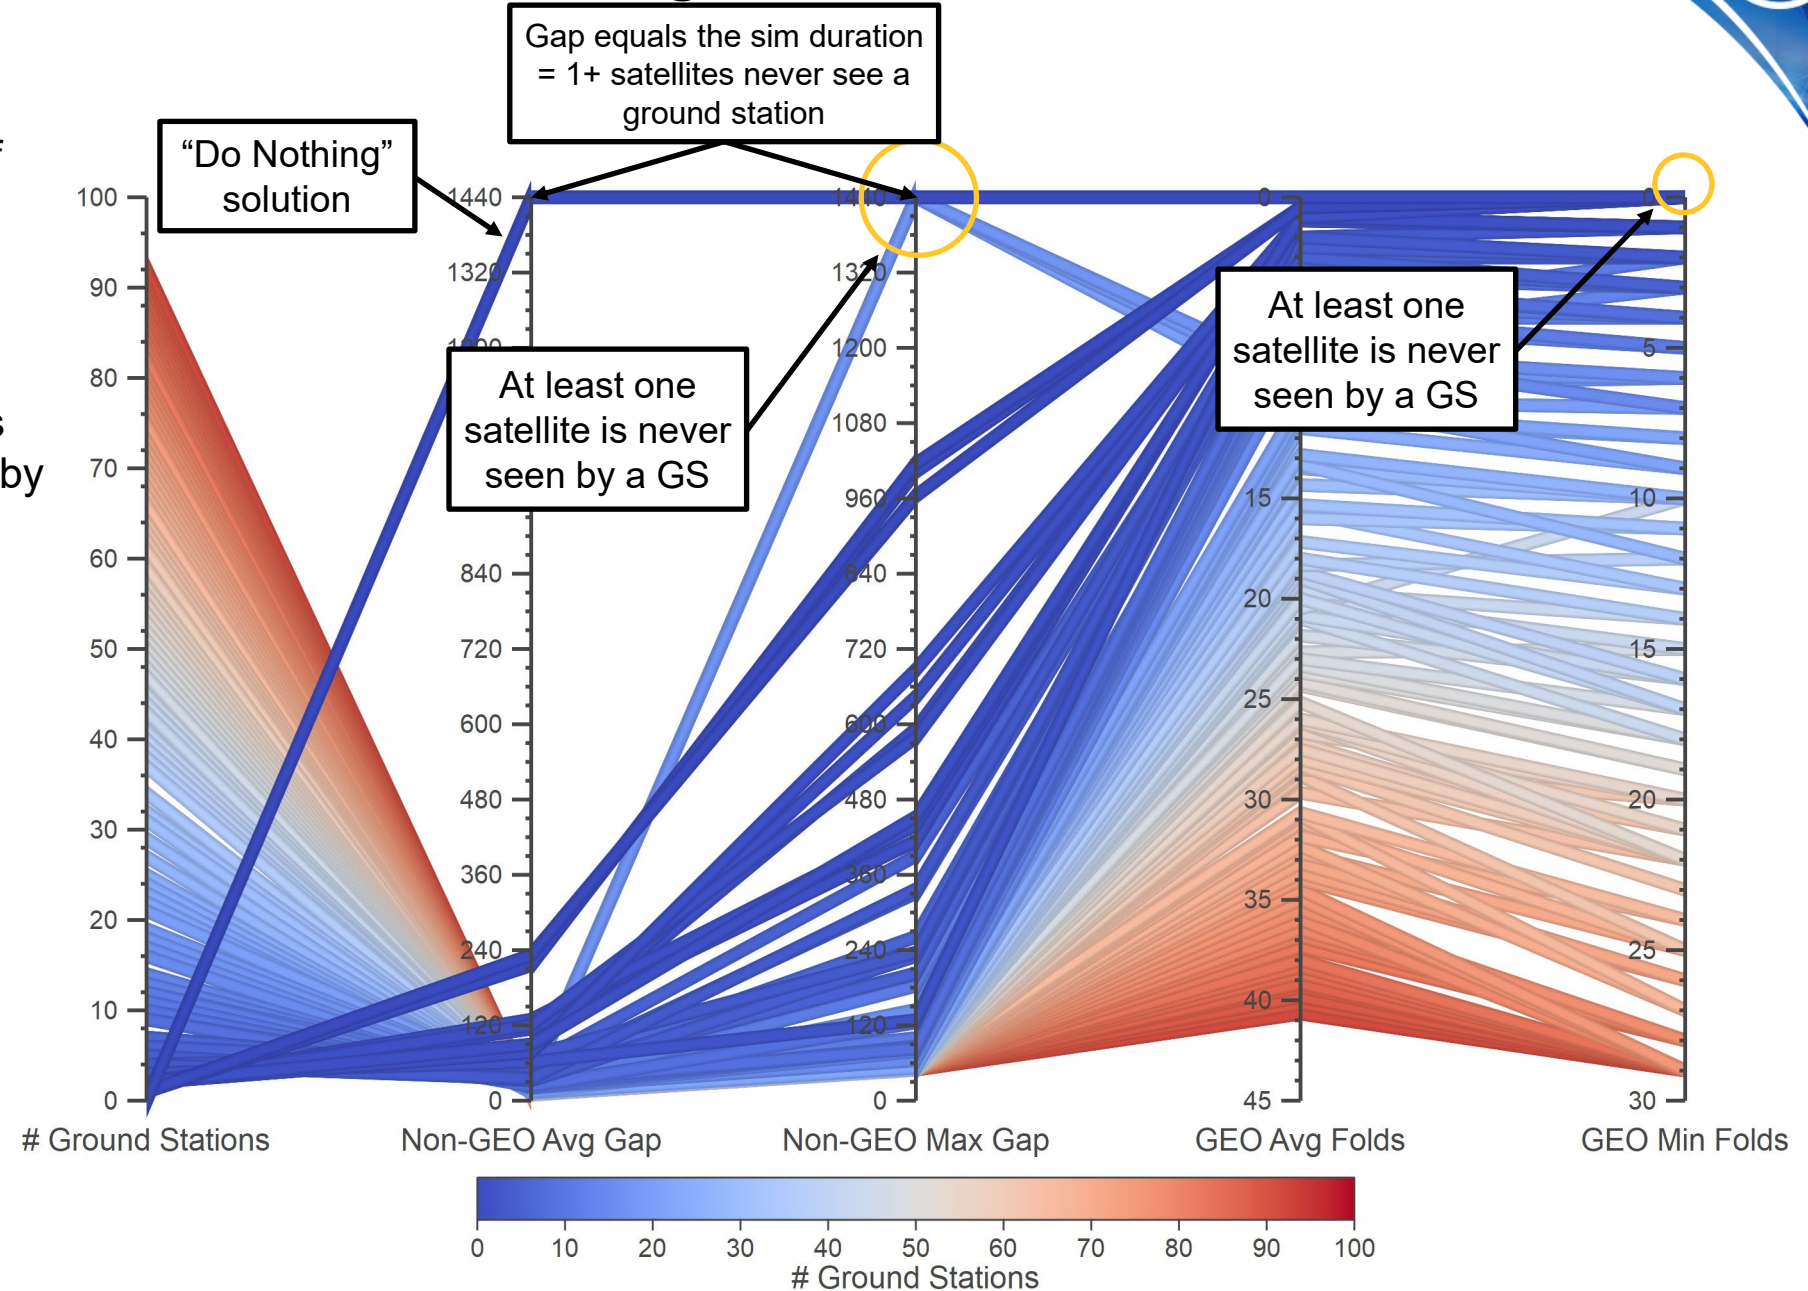 Gap equals the sim duration
= 1+ satellites never see a
ground station
“Do Nothing”
solution
by
At least one
satellite is never
seen by a GS
At least one
satellite is never
seen by a GS
100
90
80
70
60
50
40
30
20
10
0
# Ground Stations
1440
1320
840
720
600
480
360
240
120
0
Non-GEO Avg Gap
1440
1320
1200
1080
960
840
720
600
480
360
240
120
0
Non-GEO Max Gap
0
15
20
25
30
35
40
45
GEO Avg Folds
0
5
10
15
20
25
30
GEO Min Folds
0 10 20 30 40 50 60 70 80 90 100
# Ground Stations